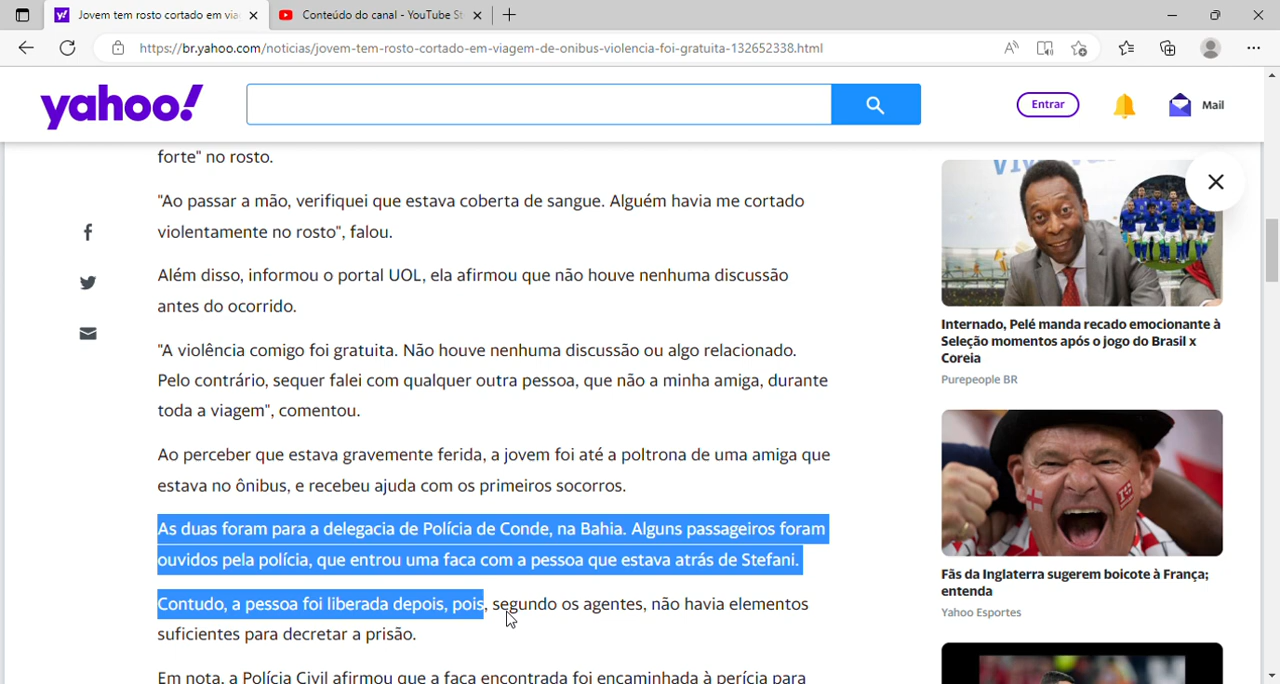 Jovem tem rosto cortado em via
Conteúdo do canal - YouTube St
https://br.yahoo.com/noticias/jovem-tem-rosto-cortado-em-viagem-de-onibus-violencia-foi-gratuita-132652338.html
yahoo!
Entrar
Mail
forte" no rosto.
"Ao passar a mão, verifiquei que estava coberta de sangue. Alguém havia me cortado
violentamente no rosto", falou.
Além disso, informou o portal UOL, ela afirmou que não houve nenhuma discussão
antes do ocorrido.
"A violência comigo foi gratuita. Não houve nenhuma discussão ou algo relacionado.
Pelo contrário, sequer falei com qualquer outra pessoa, que não a minha amiga, durante
toda a viagem", comentou.
Ao perceber que estava gravemente ferida, a jovem foi até a poltrona de uma amiga que
estava no ônibus, e recebeu ajuda com os primeiros socorros.
As duas foram para a delegacia de Polícia de Conde, na Bahia. Alguns passageiros foram
ouvidos pela polícia, que entrou uma faca com a pessoa que estava atrás de Stefani.
Contudo, a pessoa foi liberada depois, pois, segundo os agentes, não havia elementos
suficientes para decretar a prisão.
Em nota, a Polícia Civil afirmou que a faca encontrada foi encaminhada à perícia para
Internado, Pelé manda recado emocionante à
Seleção momentos após o jogo do Brasil x
Coreia
Purepeople BR
Fãs da Inglaterra sugerem boicote à França;
entenda
Yahoo Esportes